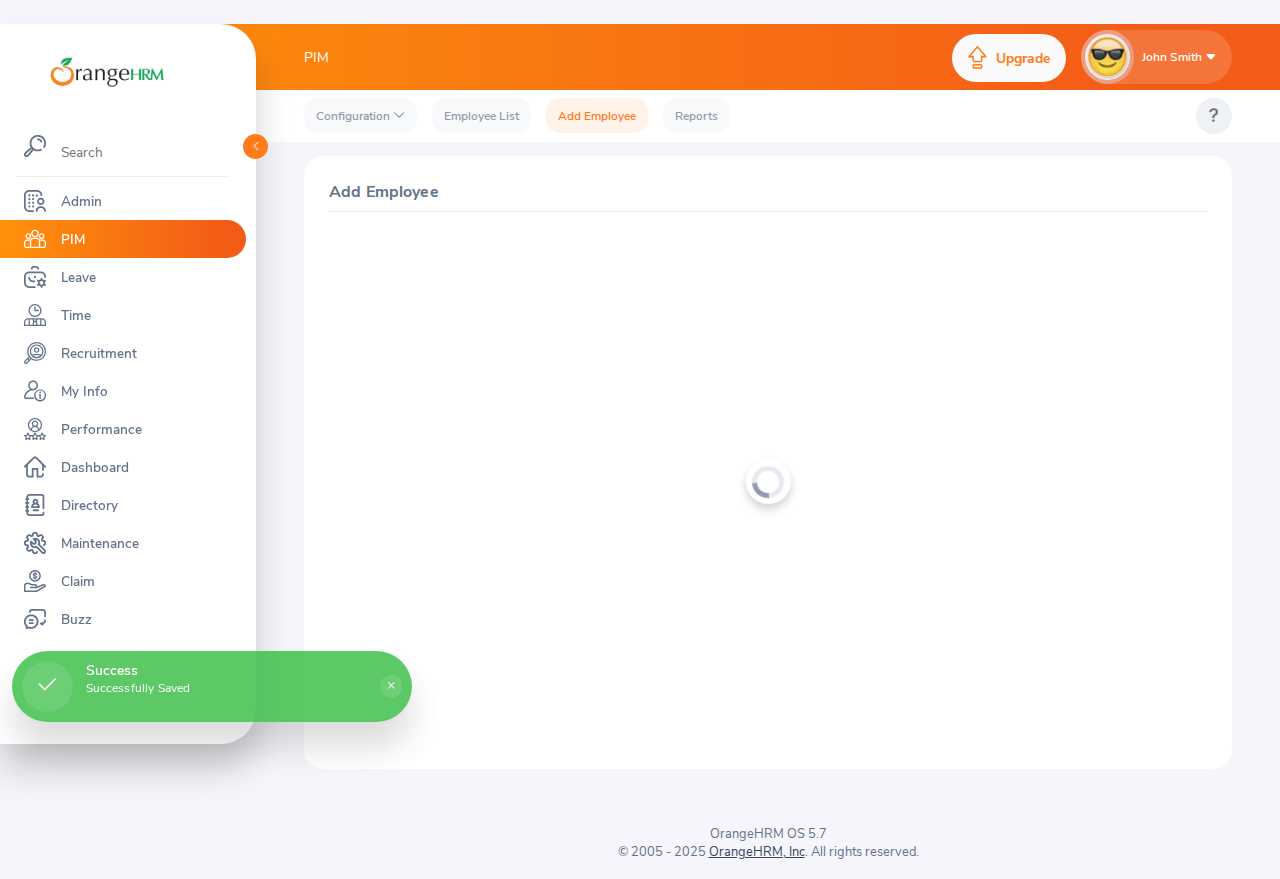 PIM
Upgrade
John Smith
OrangeHRM
Configuration
Employee List
Add Employee
Reports
?
Search
Admin
PIM
Leave
Time
Recruitment
My Info
Performance
Dashboard
Directory
Maintenance
Claim
Buzz
Add Employee
Success
Successfully Saved
×
OrangeHRM OS 5.7
© 2005 - 2025 OrangeHRM, Inc. All rights reserved.